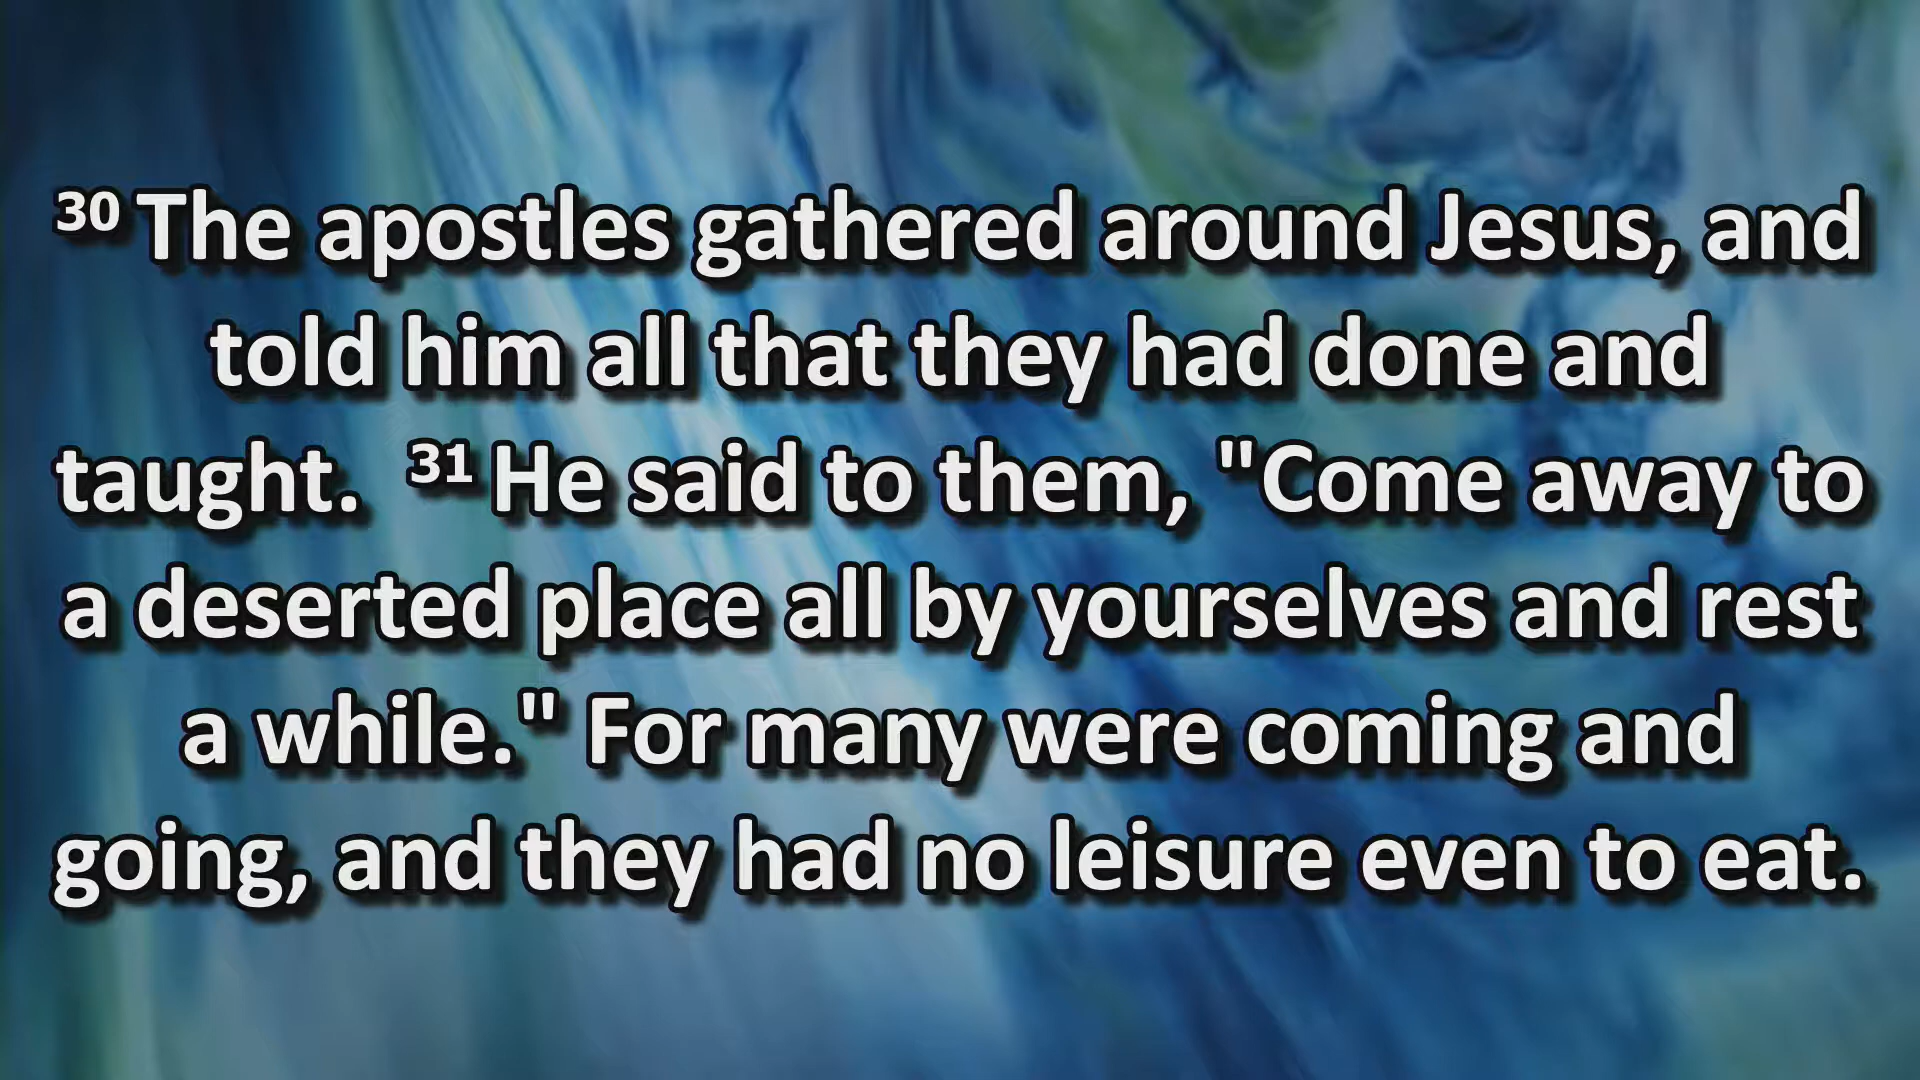 30 The apostles gathered around Jesus, and
told him all that they had done and
taught. 31 He said to them, "Come away to
a deserted place all by yourselves and rest
a while." For many were coming and
going, and they had no leisure even to eat.